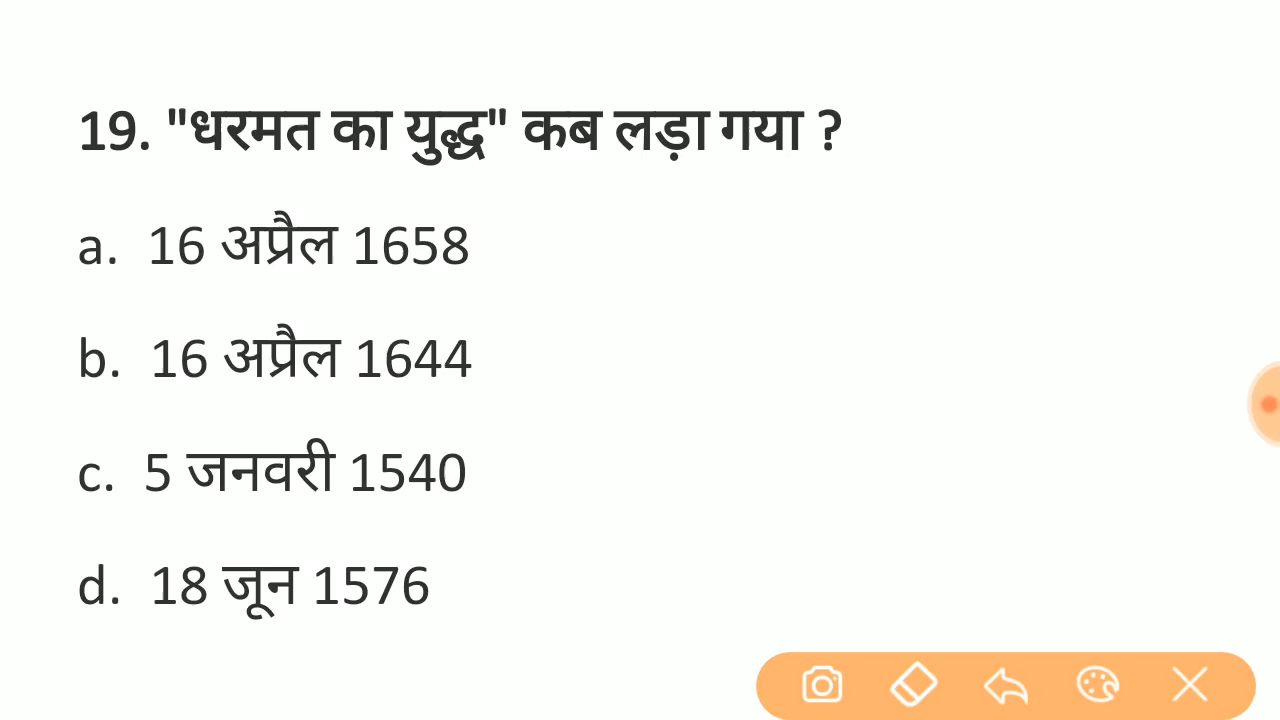 19. "धरमत का युद्ध" कब लड़ा गया ?
a. 16 अप्रैल 1658
b. 16 अप्रैल 1644
c. 5 जनवरी 1540
d. 18 जून 1576